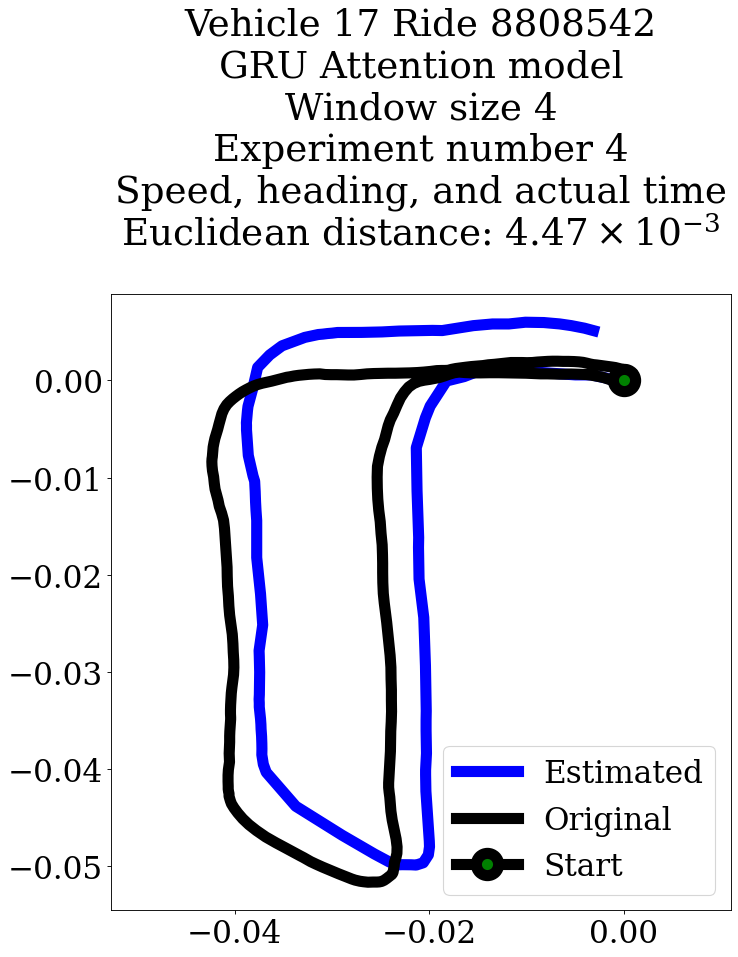 Vehicle 17 Ride 8808542
GRU Attention model
Window size 4
Experiment number 4
Speed, heading, and actual time
Euclidean distance: 4.47 × 10⁻³
0.00
−0.01
−0.02
−0.03
−0.04
−0.05
Estimated
Original
Start
−0.04
−0.02
0.00